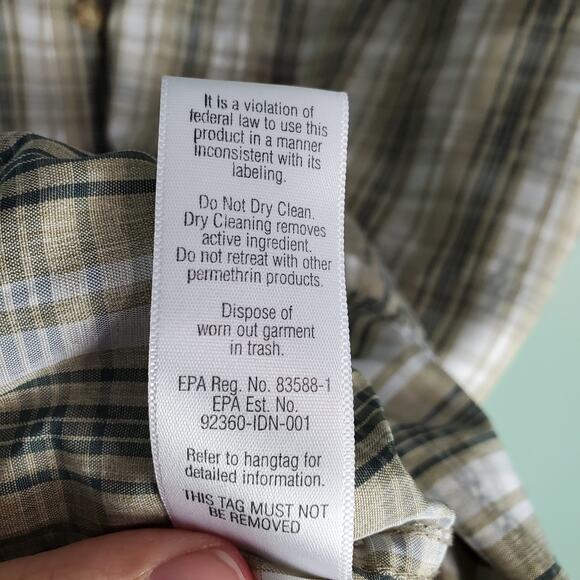 It is a violation of
federal law to use this
product in a manner
inconsistent with its
labeling.
Do Not Dry Clean.
Dry Cleaning removes
active ingredient.
Do not retreat with other
permethrin products.
Dispose of
worn out garment
in trash.
EPA Reg. No. 83588-1
EPA Est. No.
92360-IDN-001
Refer to hangtag for
detailed information.
THIS TAG MUST NOT
BE REMOVED